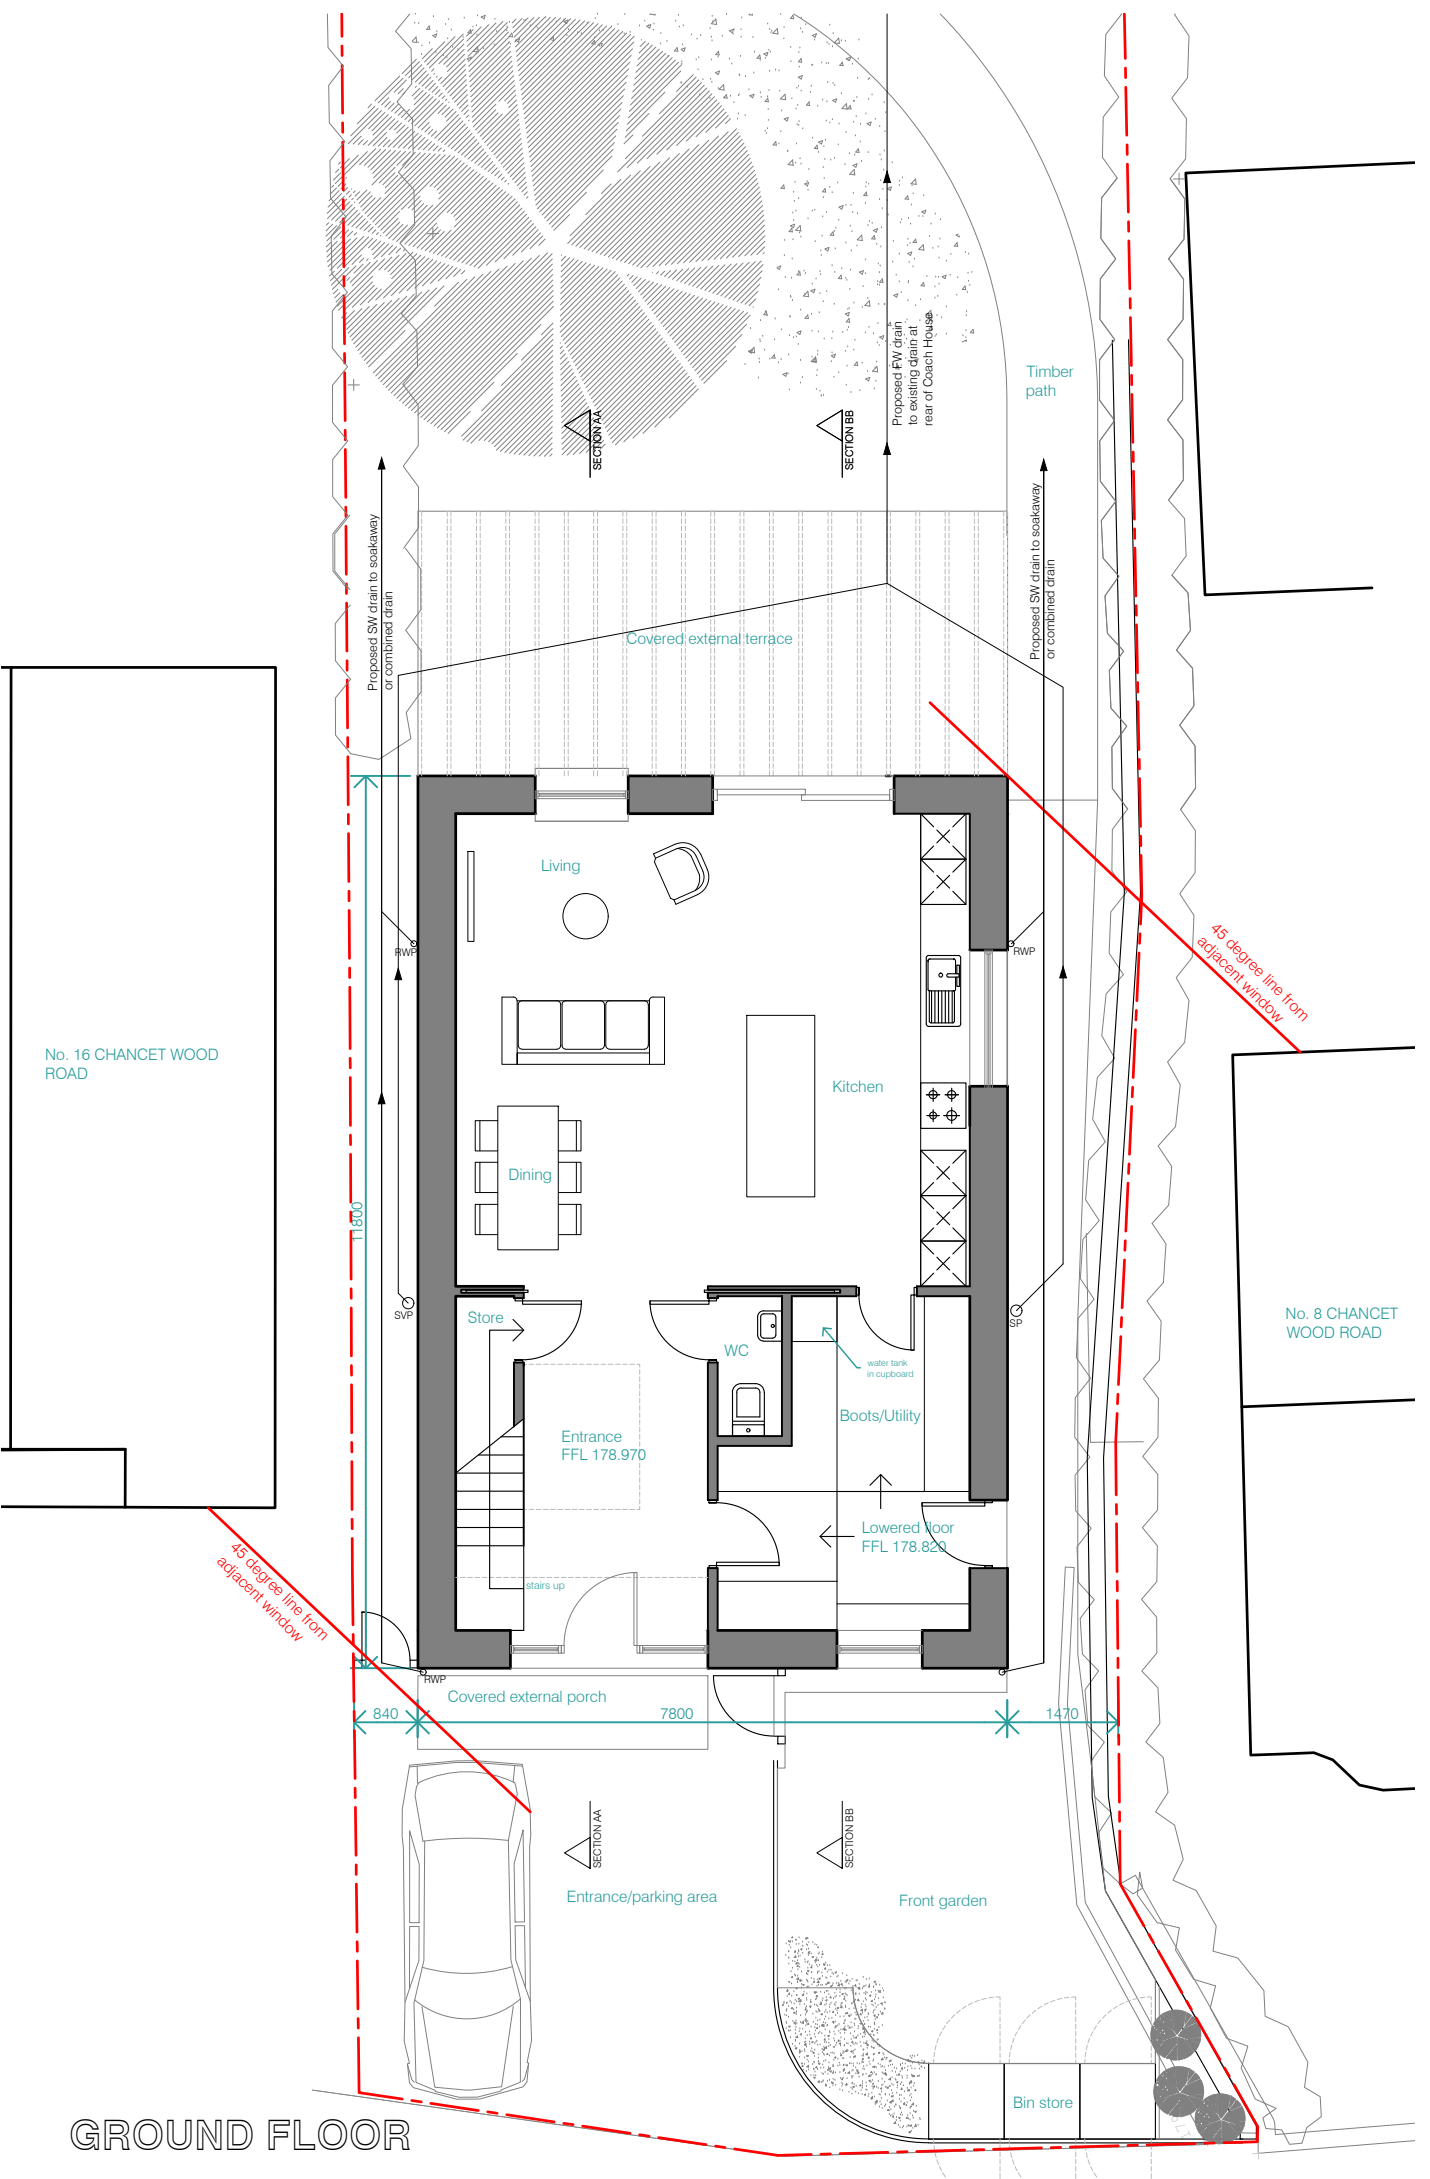 SECTION AA
SECTION BB
Proposed FW drain
to existing drain at
rear of Coach House
Timber
path
Proposed SW drain to soakaway
or combined drain
Proposed SW drain to soakaway
or combined drain
Covered external terrace
Living
RWP
RWP
45 degree line from
adjacent window
No. 16 CHANCET WOOD
ROAD
Kitchen
Dining
11800
Store
SVP
SP
WC
water tank
in cupboard
No. 8 CHANCET
WOOD ROAD
Boots/Utility
Entrance
FFL 178.970
Lowered floor
FFL 178.820
45 degree line from
adjacent window
stairs up
RWP
Covered external porch
840
7800
1470
SECTION AA
SECTION BB
Entrance/parking area
Front garden
Bin store
GROUND FLOOR